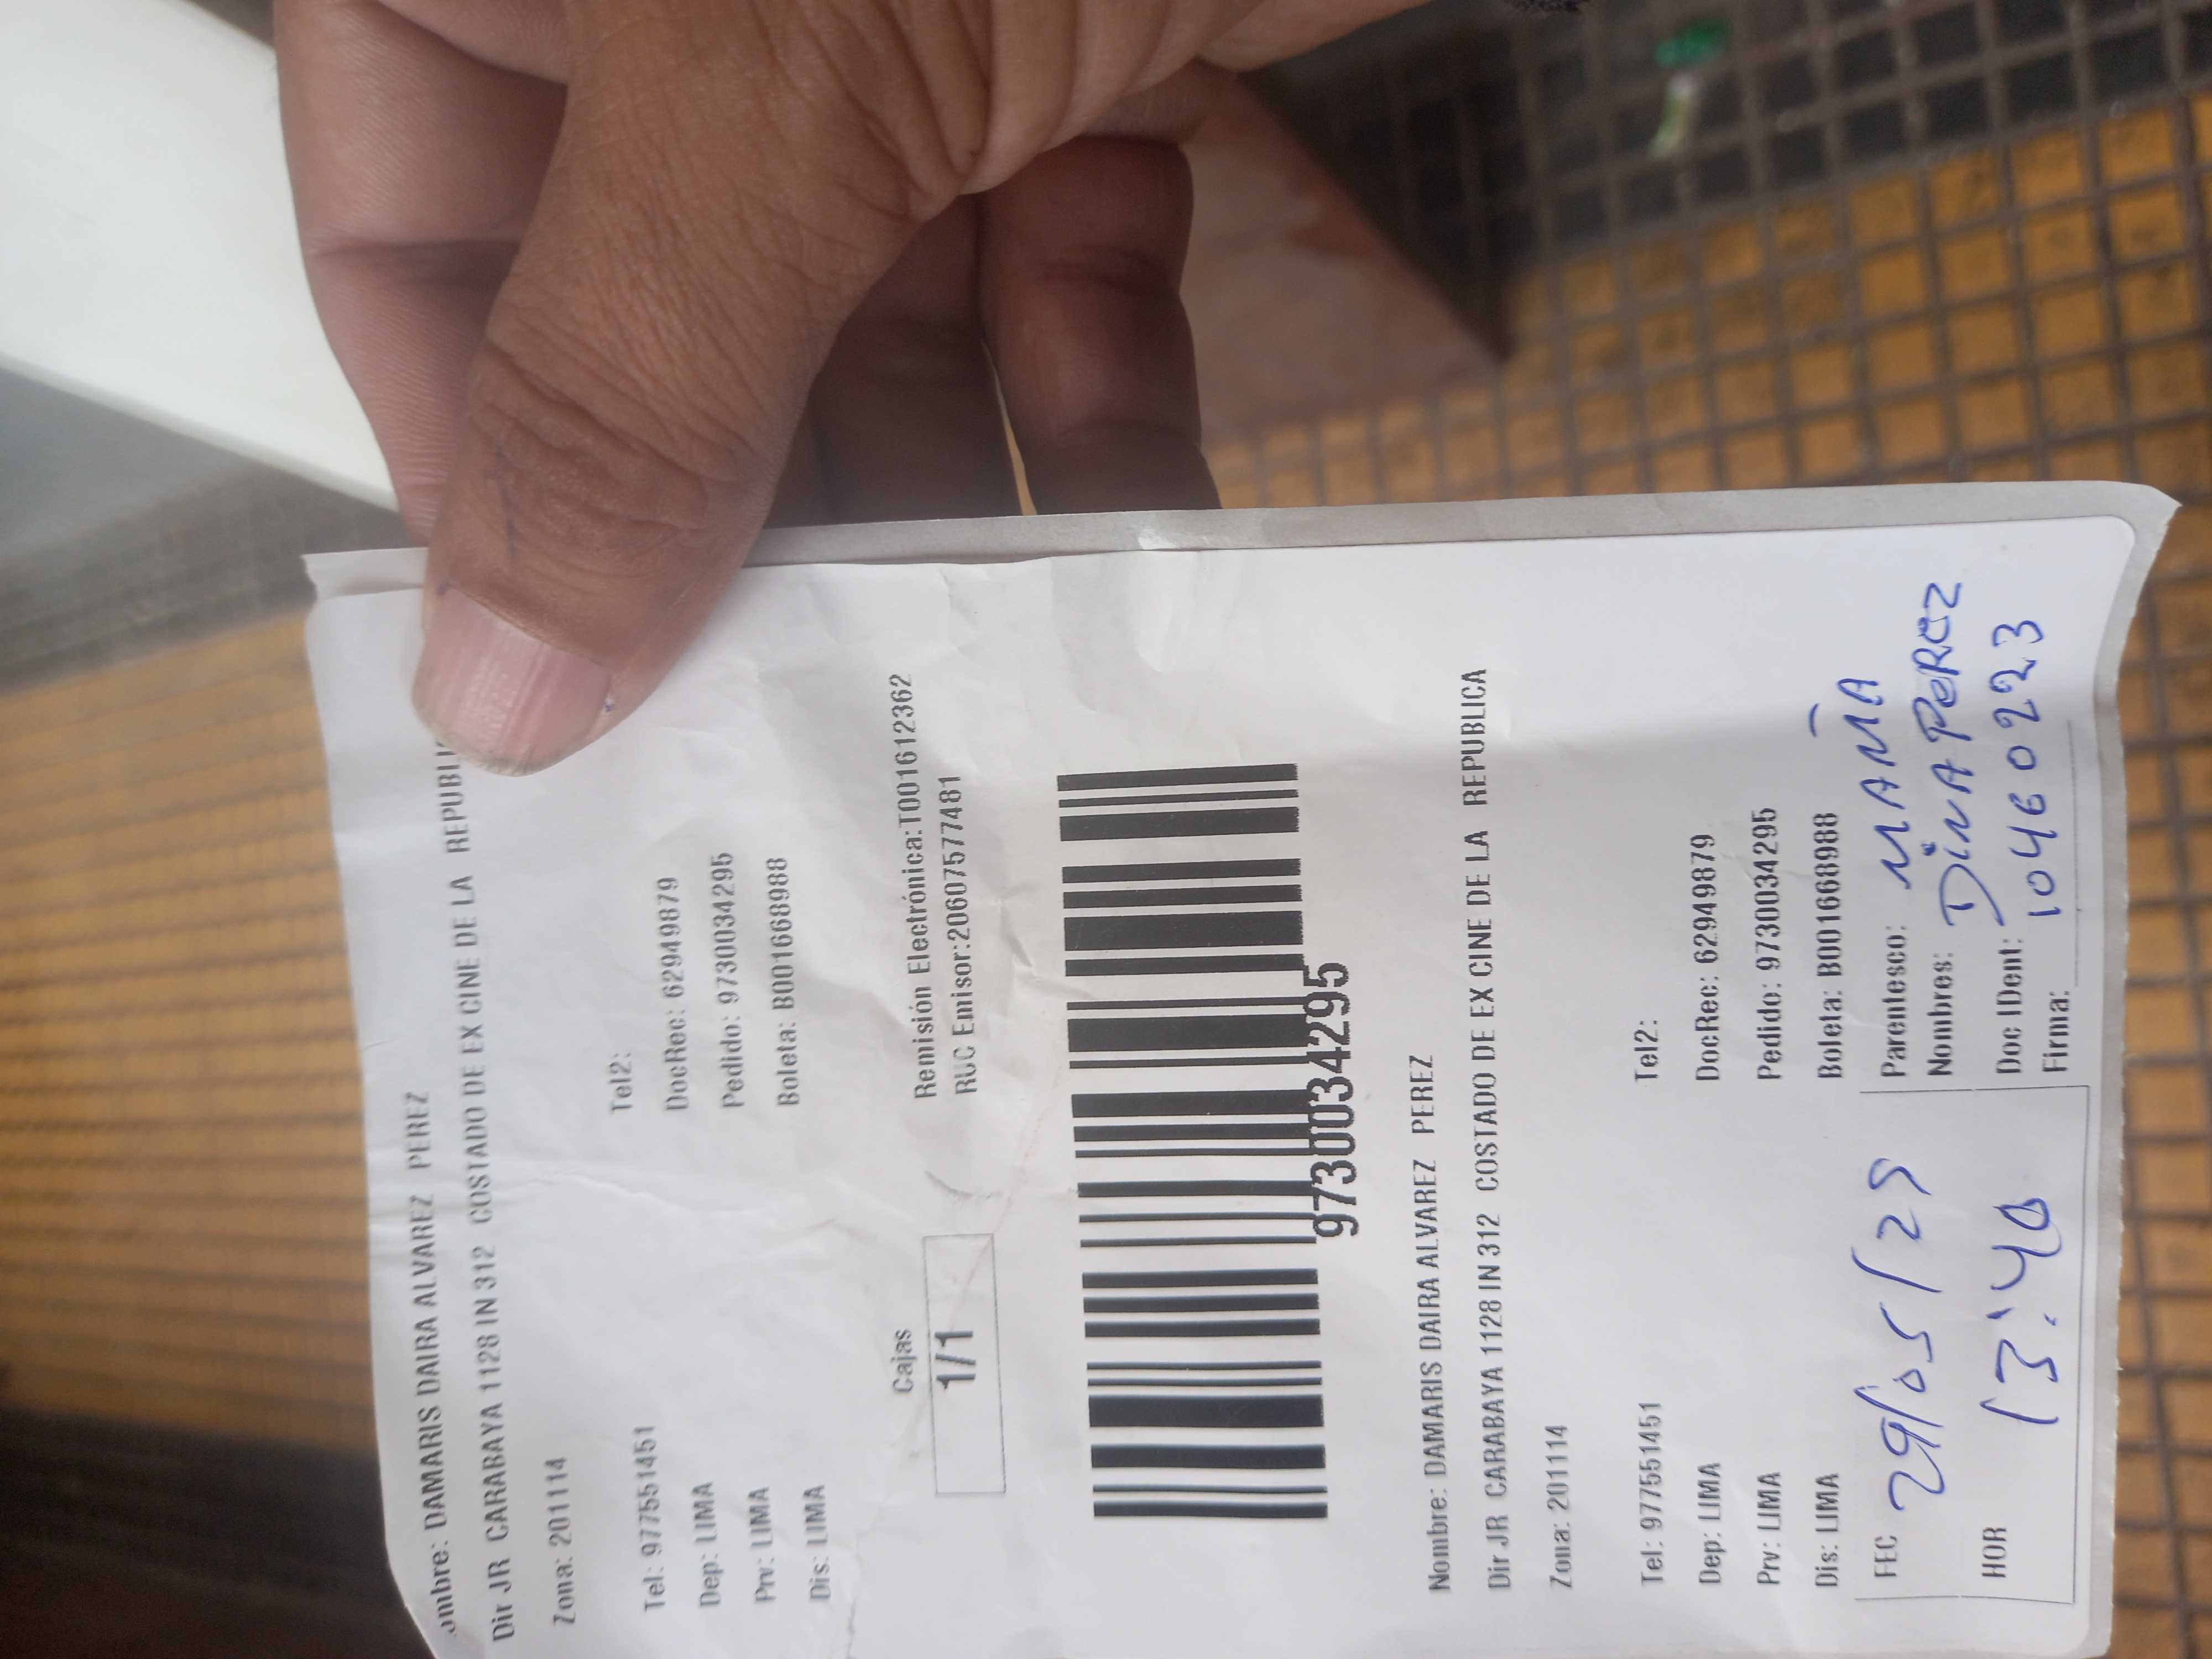 ombre: DAMARIS DAIRA ALVAREZ PEREZ
Dir JR CARABAYA 1128 IN 312 COSTADO DE EX CINE DE LA REPUBLI
Zona: 201114
Tel: 977551451 Tel2:
Dep: LIMA DocRec: 62949879
Prv: LIMA Pedido: 9730034295
Dis: LIMA Boleta: B001668988
Cajas Remisión Electrónica:T001612362
1/1 RUC Emisor:20607577481
9730034295
Nombre: DAMARIS DAIRA ALVAREZ PEREZ
Dir JR CARABAYA 1128 IN 312 COSTADO DE EX CINE DE LA REPUBLICA
Zona: 201114
Tel: 977551451 Tel2:
Dep: LIMA DocRec: 62949879
Prv: LIMA Pedido: 9730034295
Dis: LIMA Boleta: B001668988
FEC 29/05/25 Parentesco: MAMÁ
Nombres: DINA PEREZ
HOR 13:40 Doc IDent: 10460223
Firma: